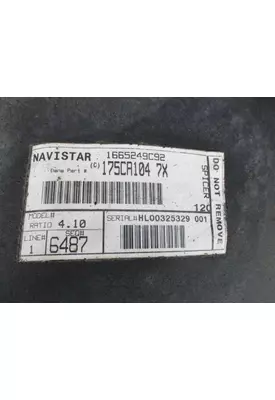 NAVISTAR 1665249C92
Dana Part # (C) 175CA104 7X
MODEL#
RATIO 4.10
SERIAL# HL00325329 001
LINE# SEQ#
1 6487
120
SPICER
DO NOT REMOVE